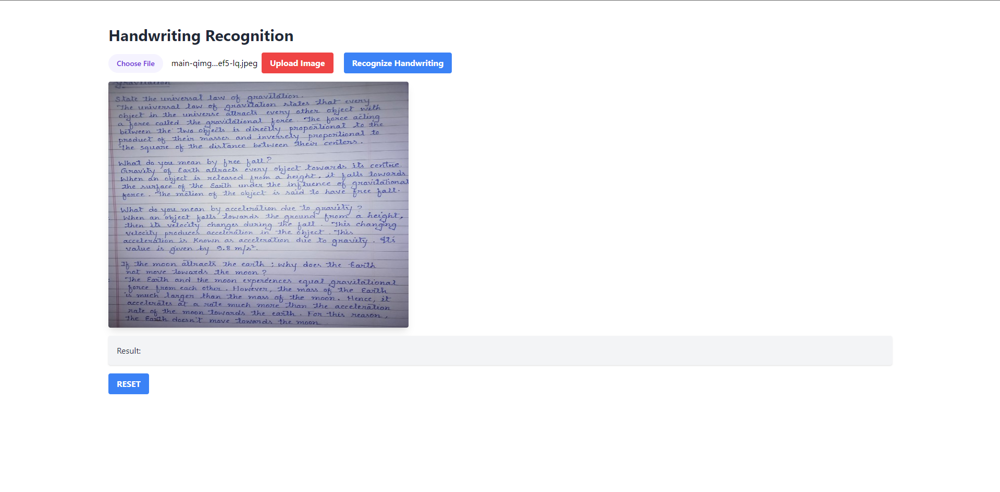 Handwriting Recognition
Choose File main-qimg...ef5-lq.jpeg Upload Image Recognize Handwriting
Gravitation
State the universal law of gravitation.
The universal law of gravitation states that every
object in the universe attracts every other object with
a force called the gravitational force. The force acting
between the two objects is directly proportional to the
product of their masses and inversely proportional to
the square of the distance between their centers.
What do you mean by free fall?
Gravity of Earth attracts every object towards its centre.
When an object is released from a height, it falls towards
the surface of the Earth under the influence of gravitational
force. The motion of the object is said to have free fall.
What do you mean by acceleration due to gravity?
When an object falls towards the ground from a height,
then its velocity changes during the fall. This changing
velocity produces acceleration in the object. This
acceleration is known as acceleration due to gravity. Its
value is given by 9.8 m/s².
If the moon attracts the earth; why does the Earth
not move towards the moon?
The Earth and the moon experiences equal gravitational
force from each other. However, the mass of the Earth
is much larger than the mass of the moon. Hence, it
accelerates at a rate much more than the acceleration
rate of the moon towards the earth. For this reason,
the Earth doesn't move towards the moon
Result:
RESET